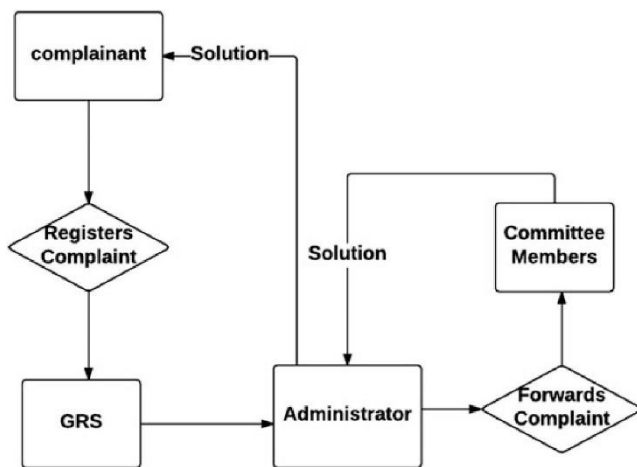 complainant
Solution
Registers
Complaint
Committee
Members
Solution
GRS
Administrator
Forwards
Complaint